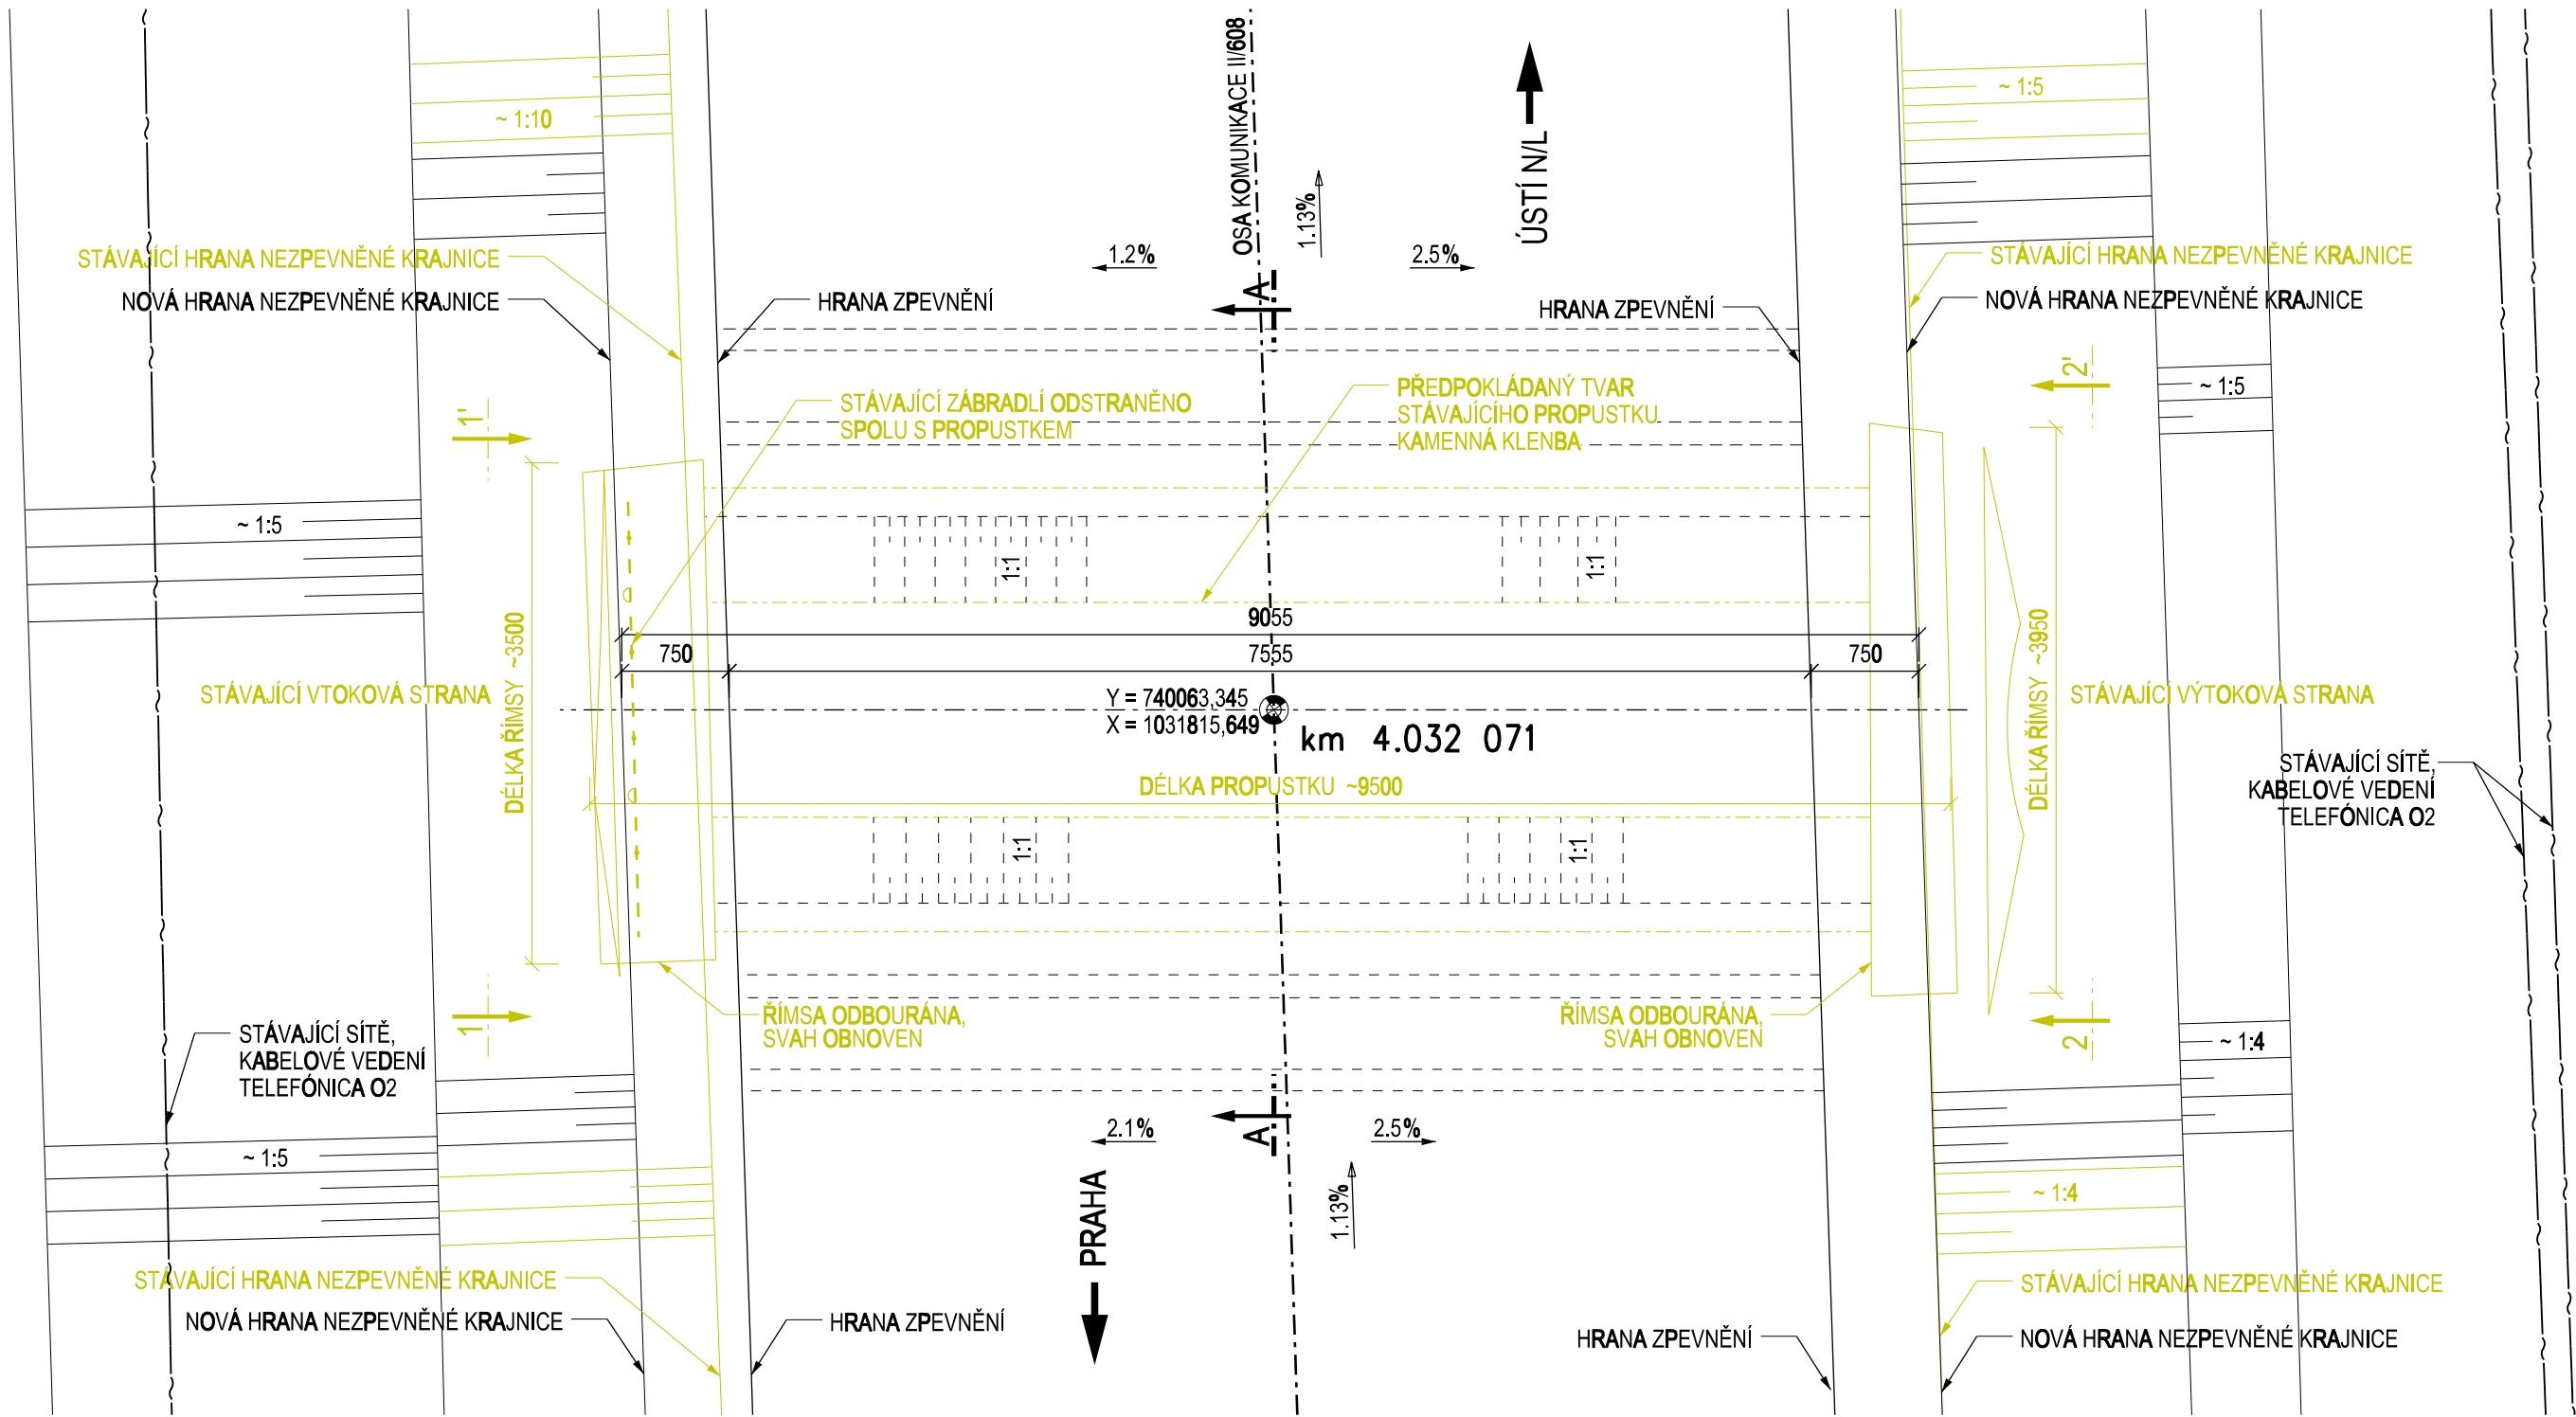 OSA KOMUNIKACE II/608
ÚSTÍ N/L
~ 1:10
~ 1:5
1.13%
1.2%
2.5%
STÁVAJÍCÍ HRANA NEZPEVNĚNÉ KRAJNICE
NOVÁ HRANA NEZPEVNĚNÉ KRAJNICE
HRANA ZPEVNĚNÍ
A'
HRANA ZPEVNĚNÍ
STÁVAJÍCÍ HRANA NEZPEVNĚNÉ KRAJNICE
NOVÁ HRANA NEZPEVNĚNÉ KRAJNICE
1'
STÁVAJÍCÍ ZÁBRADLÍ ODSTRANĚNO
SPOLU S PROPUSTKEM
PŘEDPOKLÁDANÝ TVAR
STÁVAJÍCÍHO PROPUSTKU
KAMENNÁ KLENBA
2'
~ 1:5
~ 1:5
1:1
1:1
9055
750
7555
750
DÉLKA ŘÍMSY ~3500
STÁVAJÍCÍ VTOKOVÁ STRANA
Y = 740063,345
X = 1031815,649
km 4.032 071
DÉLKA ŘÍMSY ~3950
STÁVAJÍCÍ VÝTOKOVÁ STRANA
DÉLKA PROPUSTKU ~9500
STÁVAJÍCÍ SÍTĚ,
KABELOVÉ VEDENÍ
TELEFÓNICA O2
1:1
1:1
1
STÁVAJÍCÍ SÍTĚ,
KABELOVÉ VEDENÍ
TELEFÓNICA O2
ŘÍMSA ODBOURÁNA,
SVAH OBNOVEN
ŘÍMSA ODBOURÁNA,
SVAH OBNOVEN
2
~ 1:4
A
2.1%
2.5%
~ 1:5
1.13%
~ 1:4
PRAHA
STÁVAJÍCÍ HRANA NEZPEVNĚNÉ KRAJNICE
NOVÁ HRANA NEZPEVNĚNÉ KRAJNICE
HRANA ZPEVNĚNÍ
HRANA ZPEVNĚNÍ
STÁVAJÍCÍ HRANA NEZPEVNĚNÉ KRAJNICE
NOVÁ HRANA NEZPEVNĚNÉ KRAJNICE